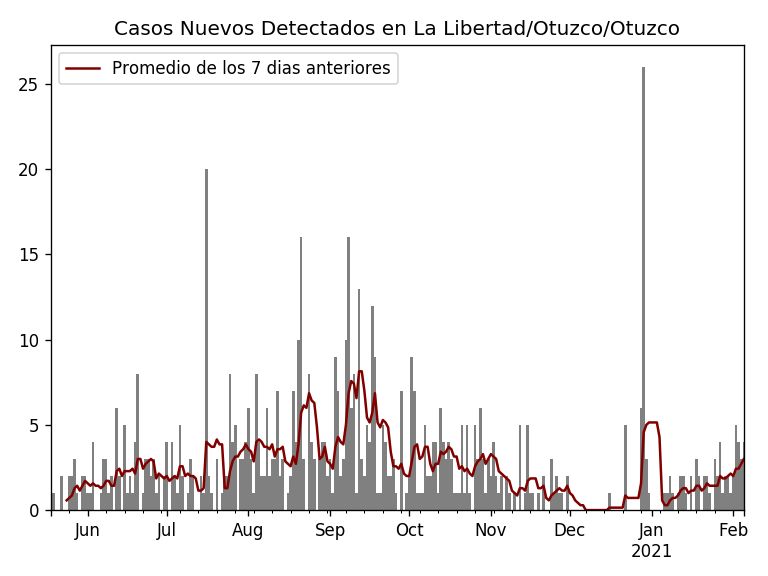 Casos Nuevos Detectados en La Libertad/Otuzco/Otuzco
Promedio de los 7 dias anteriores
25
20
15
10
5
0
Jun Jul Aug Sep Oct Nov Dec Jan Feb
2021